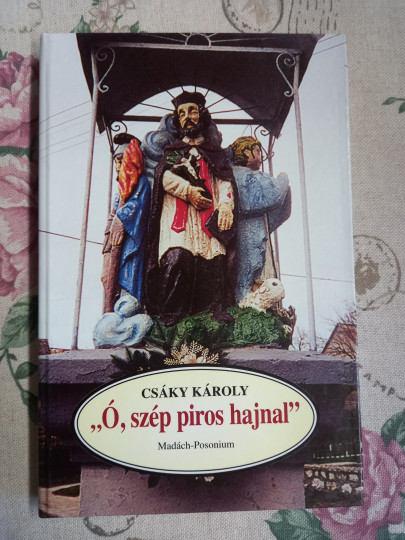 CSÁKY KÁROLY
„Ó, szép piros hajnal”
Madách-Posonium